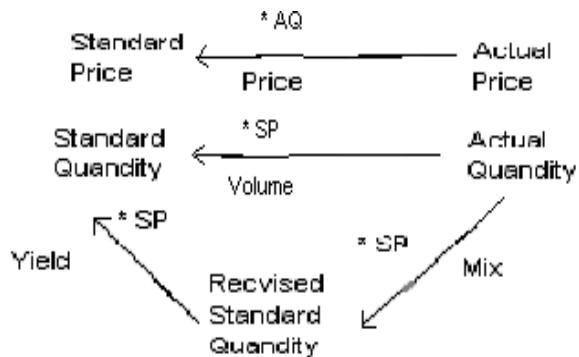 * AQ
Standard
Price
Price
Actual
Price
* SP
Standard
Quandity
Volume
Actual
Quandity
* SP
Yield
* SP
Mix
Recvised
Standard
Quandity